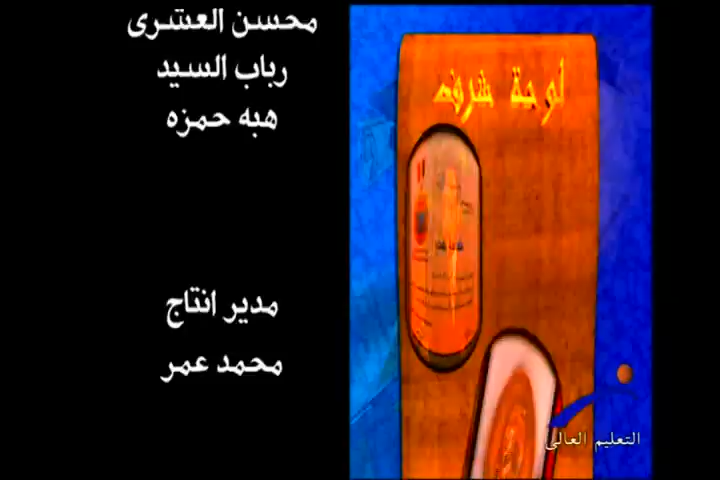 محسن العشرى
رباب السيد
هبه حمزه
مدير انتاج
محمد عمر
لوحة شرف
التعليم العالى